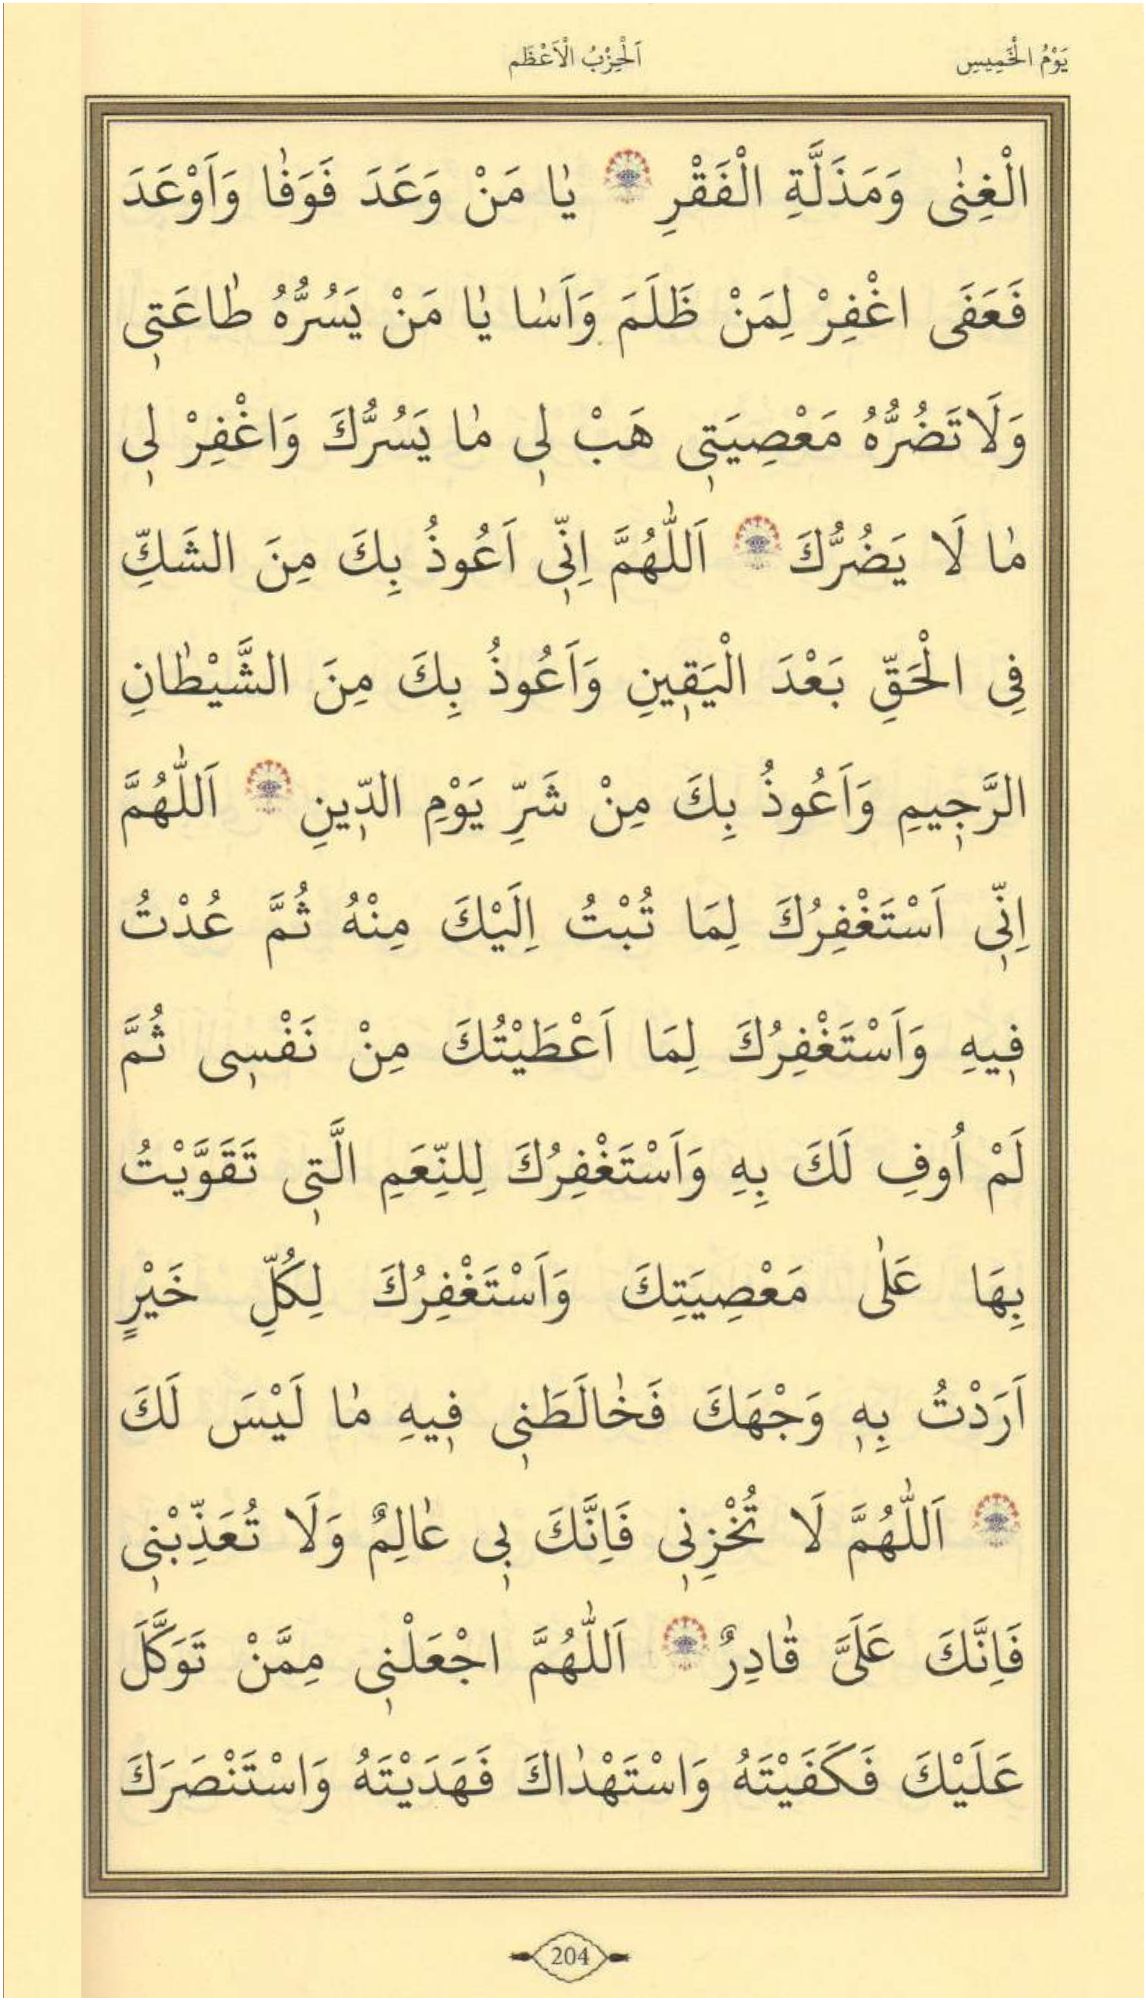 يَوْمُ الْخَمِيسِ
اَلْحِزْبُ الْاَعْظَم
الْغِنٰى وَمَذَلَّةِ الْفَقْرِ يٰا مَنْ وَعَدَ فَوَفٰا وَاَوْعَدَ
فَعَفَى اغْفِرْ لِمَنْ ظَلَمَ وَاَسٰا يٰا مَنْ يَسُرُّهُ طٰاعَتٖى
وَلَا تَضُرُّهُ مَعْصِيَتٖى هَبْ لٖى مٰا يَسُرُّكَ وَاغْفِرْ لٖى
مٰا لَا يَضُرُّكَ اَللّٰهُمَّ اِنّٖى اَعُوذُ بِكَ مِنَ الشَكِّ
فِى الْحَقِّ بَعْدَ الْيَقٖينِ وَاَعُوذُ بِكَ مِنَ الشَّيْطٰانِ
الرَّجٖيمِ وَاَعُوذُ بِكَ مِنْ شَرِّ يَوْمِ الدّٖينِ اَللّٰهُمَّ
اِنّٖى اَسْتَغْفِرُكَ لِمَا تُبْتُ اِلَيْكَ مِنْهُ ثُمَّ عُدْتُ
فٖيهِ وَاَسْتَغْفِرُكَ لِمَا اَعْطَيْتُكَ مِنْ نَفْسٖى ثُمَّ
لَمْ اُوفِ لَكَ بِهِ وَاَسْتَغْفِرُكَ لِلنِّعَمِ الَّتٖى تَقَوَّيْتُ
بِهَا عَلٰى مَعْصِيَتِكَ وَاَسْتَغْفِرُكَ لِكُلِّ خَيْرٍ
اَرَدْتُ بِهٖ وَجْهَكَ فَخٰالَطَنٖى فٖيهِ مٰا لَيْسَ لَكَ
اَللّٰهُمَّ لَا تُخْزِنٖى فَاِنَّكَ بٖى عٰالِمٌ وَلَا تُعَذِّبْنٖى
فَاِنَّكَ عَلَىَّ قٰادِرٌ اَللّٰهُمَّ اجْعَلْنٖى مِمَّنْ تَوَكَّلَ
عَلَيْكَ فَكَفَيْتَهُ وَاسْتَهْدٰاكَ فَهَدَيْتَهُ وَاسْتَنْصَرَكَ
204